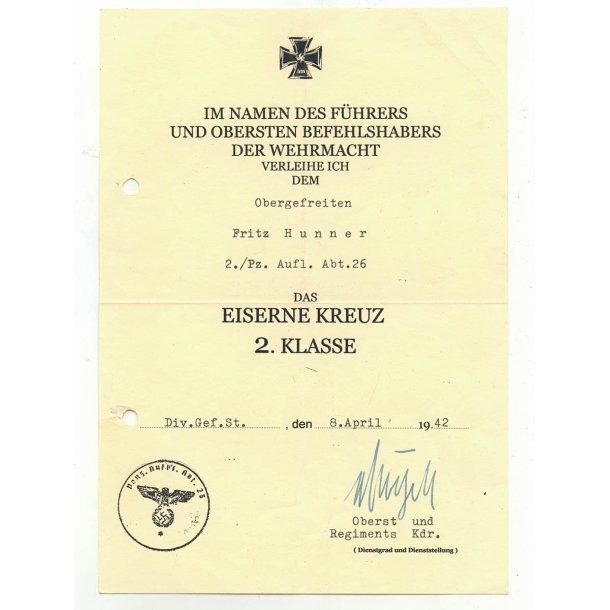 IM NAMEN DES FÜHRERS
UND OBERSTEN BEFEHLSHABERS
DER WEHRMACHT
VERLEIHE ICH
DEM
Obergefreiten
Fritz H u n n e r
2./Pz. Aufl. Abt.26
DAS
EISERNE KREUZ
2. KLASSE
Div.Gef.St. , den 8.April 1942
Oberst und
Regiments Kdr.
( Dienstgrad und Dienststellung )